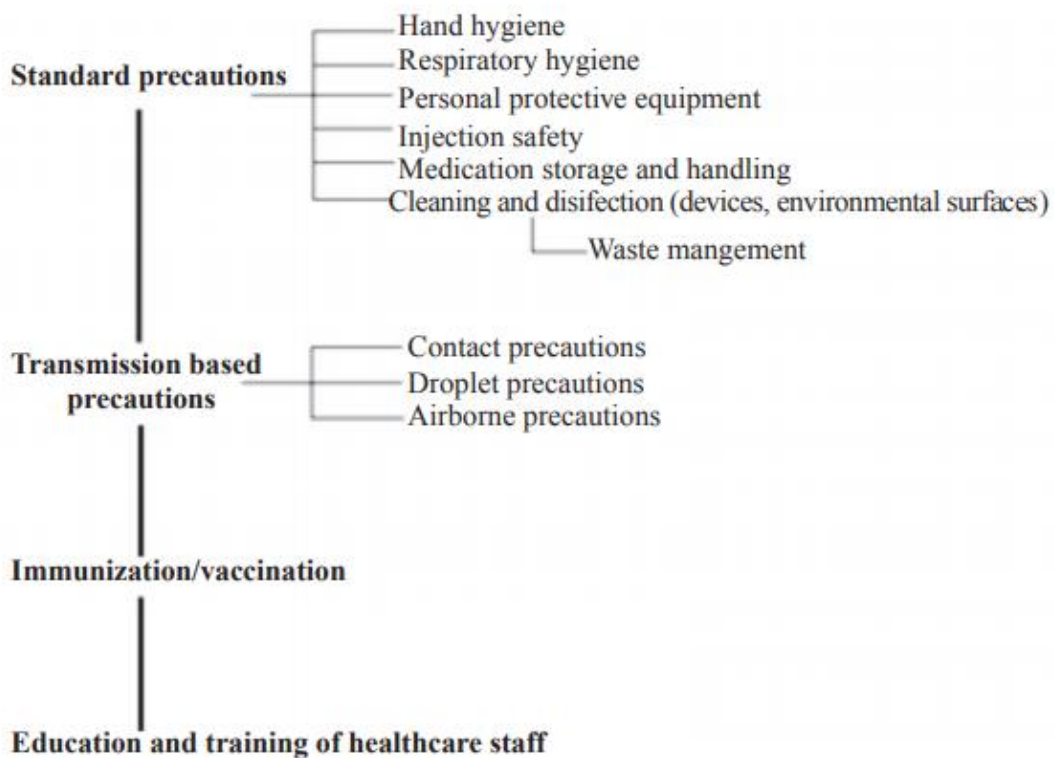 Hand hygiene
Respiratory hygiene
Standard precautions
Personal protective equipment
Injection safety
Medication storage and handling
Cleaning and disifection (devices, environmental surfaces)
Waste mangement
Contact precautions
Transmission based
precautions
Droplet precautions
Airborne precautions
Immunization/vaccination
Education and training of healthcare staff